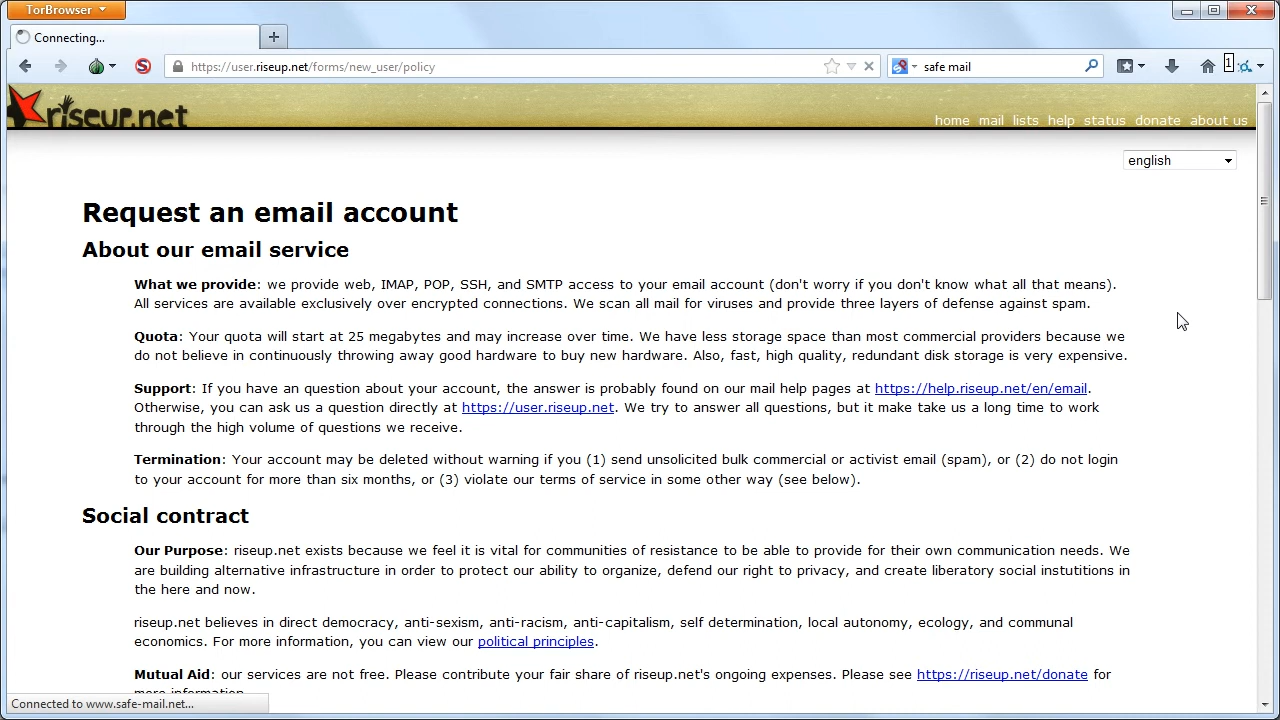 TorBrowser
Connecting...
https://user.riseup.net/forms/new_user/policy
safe mail
1
riseup.net
home mail lists help status donate about us
english
Request an email account
About our email service
What we provide: we provide web, IMAP, POP, SSH, and SMTP access to your email account (don't worry if you don't know what all that means).
All services are available exclusively over encrypted connections. We scan all mail for viruses and provide three layers of defense against spam.
Quota: Your quota will start at 25 megabytes and may increase over time. We have less storage space than most commercial providers because we
do not believe in continuously throwing away good hardware to buy new hardware. Also, fast, high quality, redundant disk storage is very expensive.
Support: If you have an question about your account, the answer is probably found on our mail help pages at https://help.riseup.net/en/email.
Otherwise, you can ask us a question directly at https://user.riseup.net. We try to answer all questions, but it make take us a long time to work
through the high volume of questions we receive.
Termination: Your account may be deleted without warning if you (1) send unsolicited bulk commercial or activist email (spam), or (2) do not login
to your account for more than six months, or (3) violate our terms of service in some other way (see below).
Social contract
Our Purpose: riseup.net exists because we feel it is vital for communities of resistance to be able to provide for their own communication needs. We
are building alternative infrastructure in order to protect our ability to organize, defend our right to privacy, and create liberatory social instutitions in
the here and now.
riseup.net believes in direct democracy, anti-sexism, anti-racism, anti-capitalism, self determination, local autonomy, ecology, and communal
economics. For more information, you can view our political principles.
Mutual Aid: our services are not free. Please contribute your fair share of riseup.net's ongoing expenses. Please see https://riseup.net/donate for
more information
Connected to www.safe-mail.net...